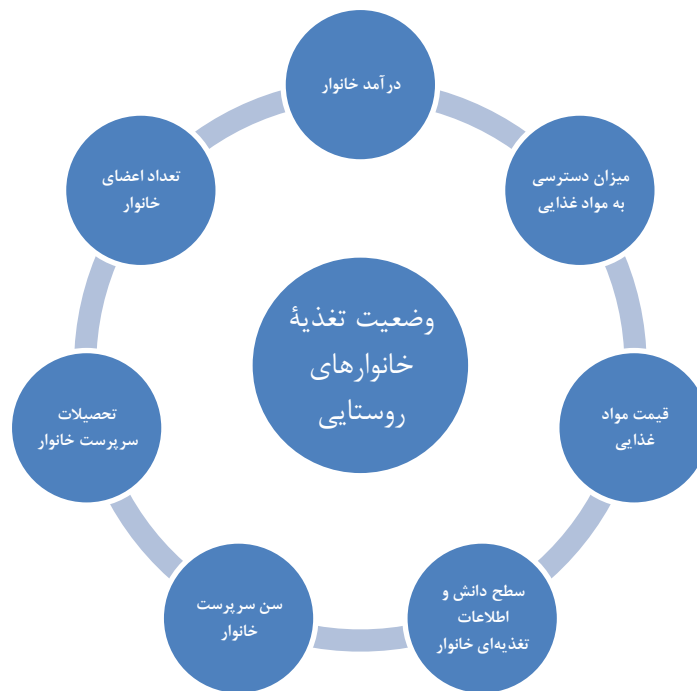 درآمد خانوار
میزان دسترسی
به مواد غذایی
قیمت مواد
غذایی
سطح دانش و
اطلاعات
تغذیه‌ای خانوار
سن سرپرست
خانوار
تحصیلات
سرپرست خانوار
تعداد اعضای
خانوار
وضعیت تغذیۀ
خانوارهای
روستایی